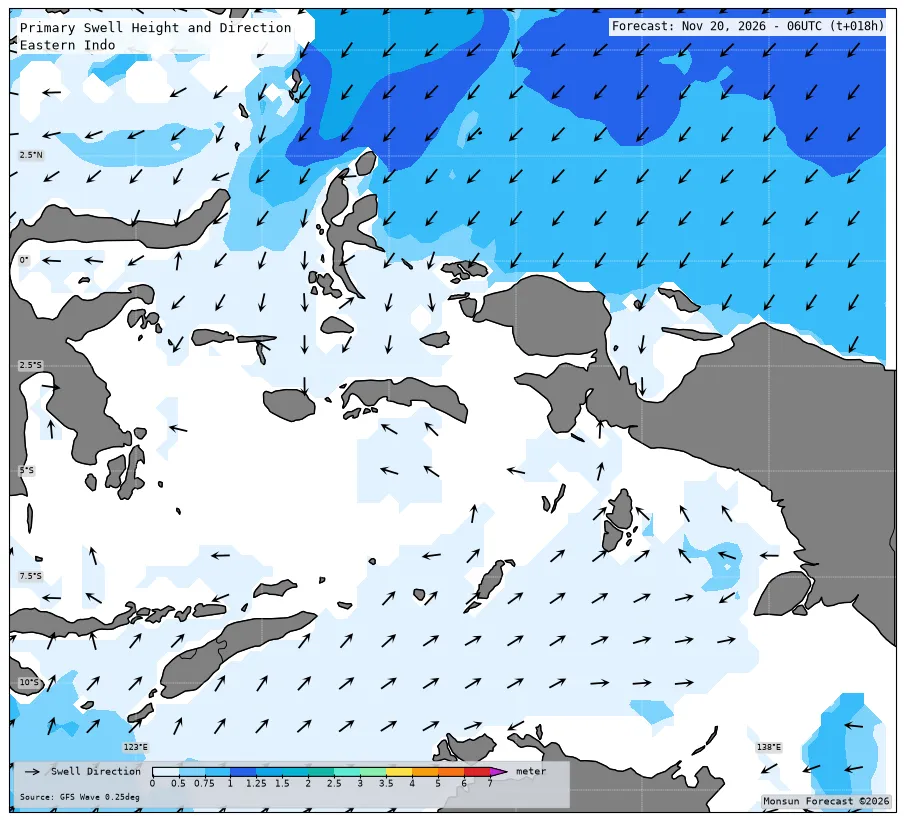 Primary Swell Height and Direction
Eastern Indo
Forecast: Nov 20, 2026 - 06UTC (t+018h)
2.5°N
0°
2.5°S
5°S
7.5°S
10°S
123°E
138°E
Swell Direction
0 0.5 0.75 1 1.25 1.5 1.75 2 2.5 3 3.5 4 5 6 7
meter
Source: GFS Wave 0.25deg
Monsun Forecast ©2026